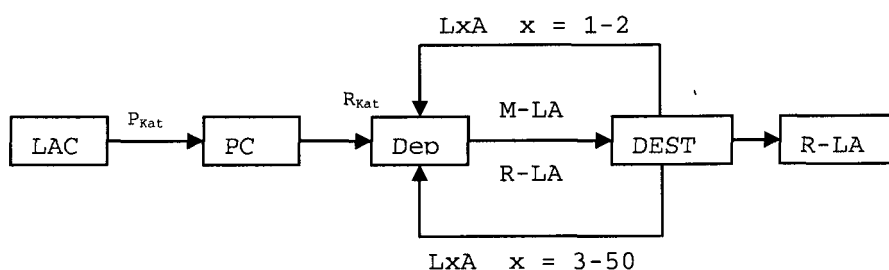 LxA x = 1-2
P_Kat
R_Kat
M-LA
LAC
PC
Dep
DEST
R-LA
R-LA
LxA x = 3-50